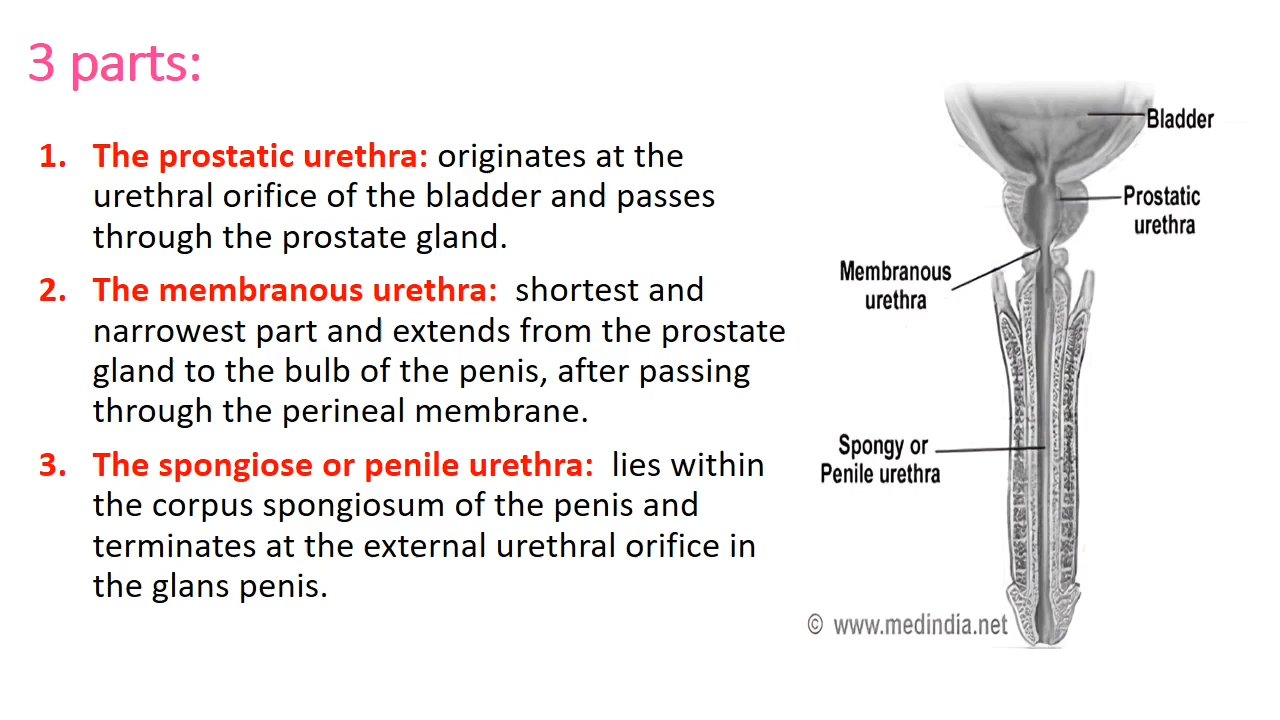 3 parts:
1. The prostatic urethra: originates at the
urethral orifice of the bladder and passes
through the prostate gland.
2. The membranous urethra: shortest and
narrowest part and extends from the prostate
gland to the bulb of the penis, after passing
through the perineal membrane.
3. The spongiose or penile urethra: lies within
the corpus spongiosum of the penis and
terminates at the external urethral orifice in
the glans penis.
Bladder
Prostatic
urethra
Membranous
urethra
Spongy or
Penile urethra
© www.medindia.net